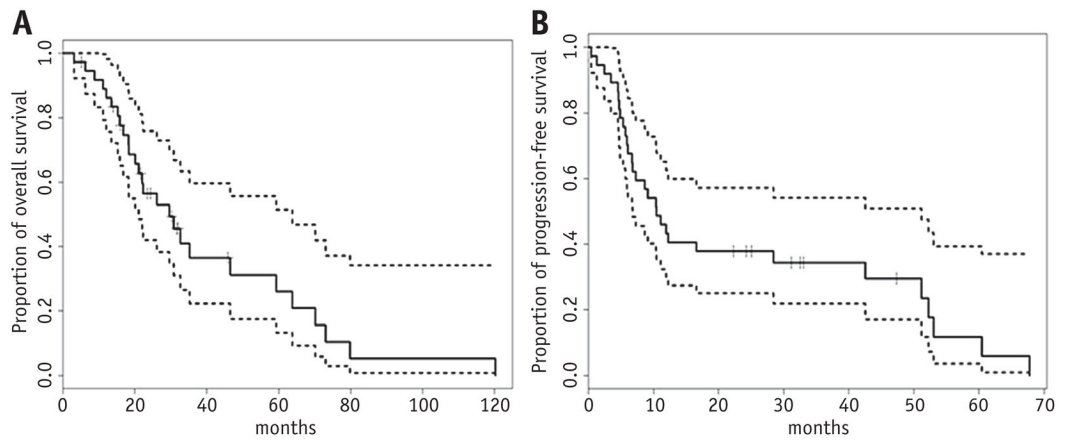 A
Proportion of overall survival
1.0
0.8
0.6
0.4
0.2
0.0
0 20 40 60 80 100 120
months
B
Proportion of progression-free survival
1.0
0.8
0.6
0.4
0.2
0.0
0 10 20 30 40 50 60 70
months